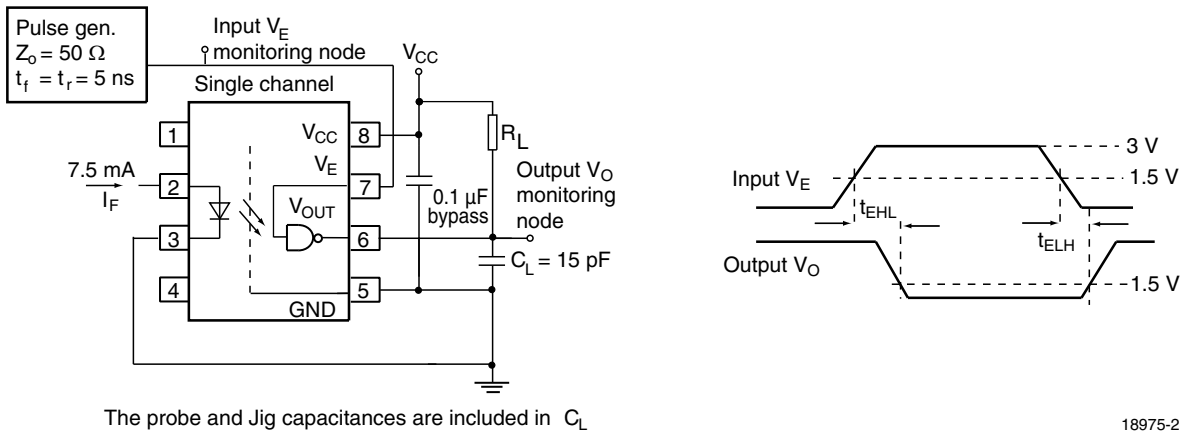 Pulse gen.
Zo = 50 Ω
tf = tr = 5 ns
Input VE
monitoring node
VCC
Single channel
1
VCC
8
RL
7.5 mA
IF
2
VE
7
Output VO
monitoring
node
0.1 µF
bypass
VOUT
3
6
CL = 15 pF
4
5
GND
The probe and Jig capacitances are included in CL
3 V
Input VE
1.5 V
tEHL
tELH
Output VO
1.5 V
18975-2